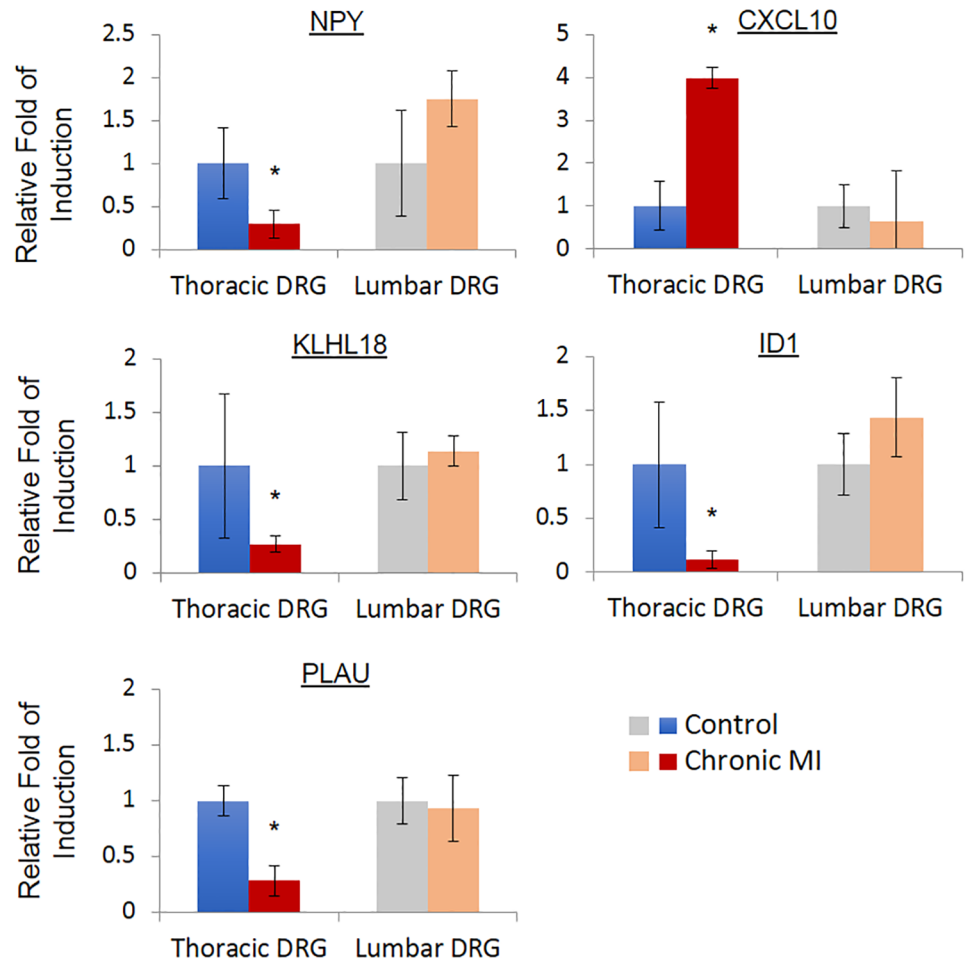 NPY
2.5
2
1.5
1
0.5
0
Relative Fold of
Induction
*
Thoracic DRG
Lumbar DRG
CXCL10
5
4
3
2
1
0
*
Thoracic DRG
Lumbar DRG
KLHL18
2
1.5
1
0.5
0
Relative Fold of
Induction
*
Thoracic DRG
Lumbar DRG
ID1
2
1.5
1
0.5
0
*
Thoracic DRG
Lumbar DRG
PLAU
2
1.5
1
0.5
0
Relative Fold of
Induction
*
Thoracic DRG
Lumbar DRG
Control
Chronic MI